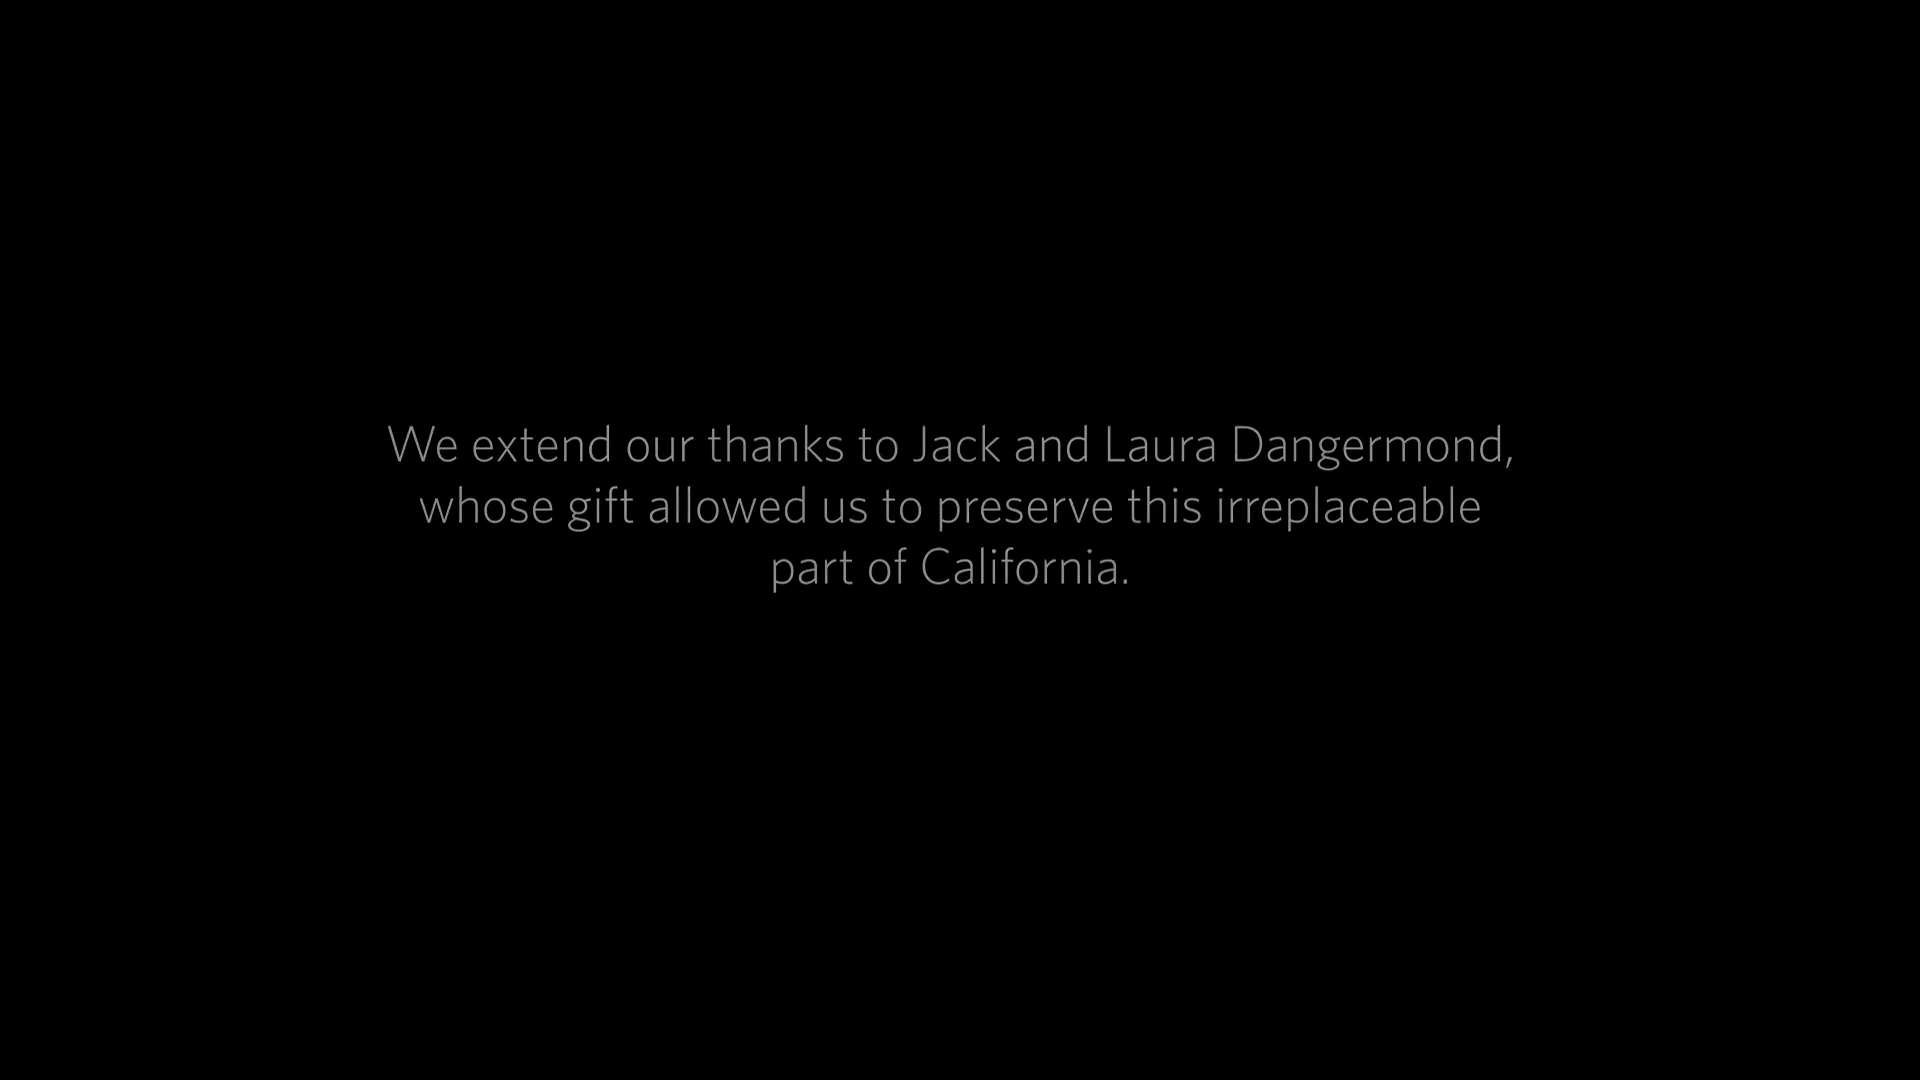 We extend our thanks to Jack and Laura Dangermond,
whose gift allowed us to preserve this irreplaceable
part of California.